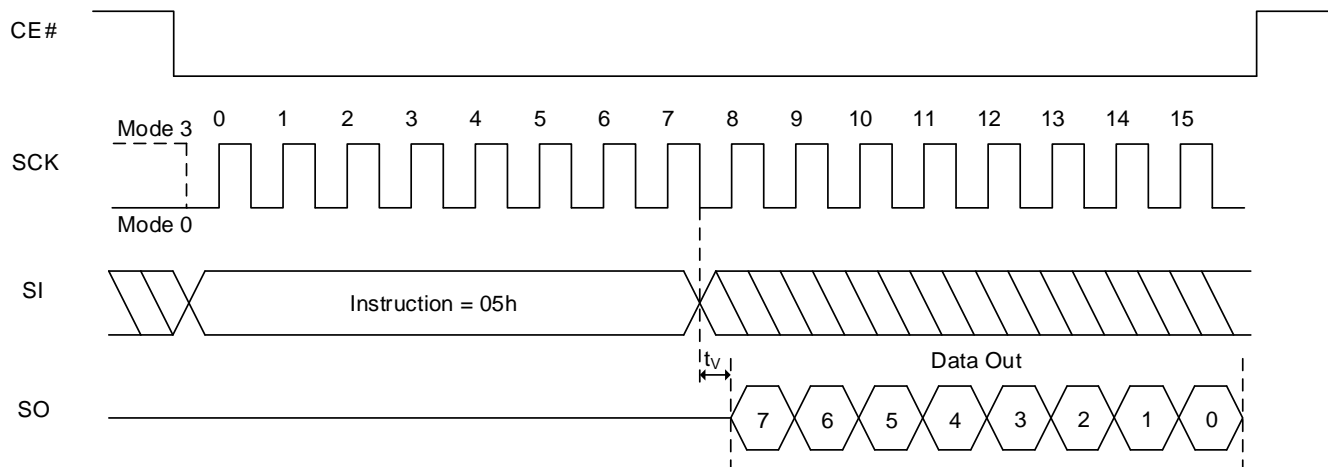 CE#
0 1 2 3 4 5 6 7 8 9 10 11 12 13 14 15
Mode 3
SCK
Mode 0
SI
Instruction = 05h
tV
Data Out
SO
7 6 5 4 3 2 1 0